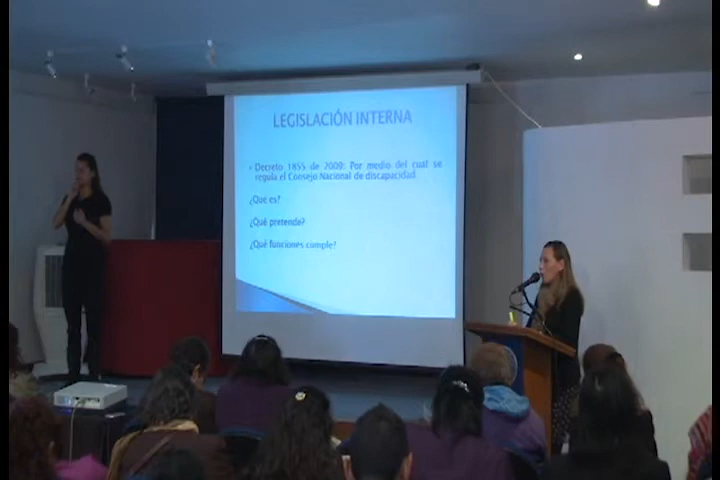 LEGISLACIÓN INTERNA
Decreto 1855 de 2009: Por medio del cual se
regula el Consejo Nacional de discapacidad
¿Que es?
¿Qué pretende?
¿Qué funciones cumple?